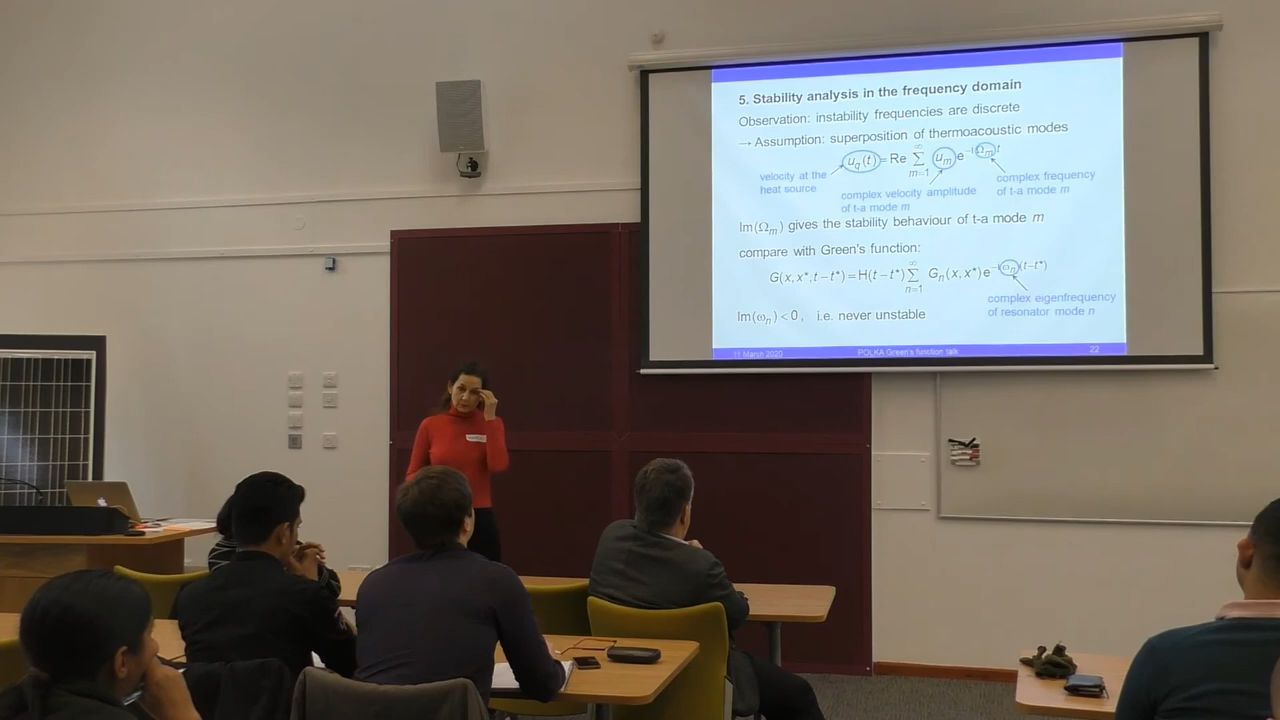 5. Stability analysis in the frequency domain
Observation: instability frequencies are discrete
→ Assumption: superposition of thermoacoustic modes
u_q(t) = Re ∑_{m=1}^{∞} u_m e^{-iΩ_m t}
velocity at the
heat source
complex velocity amplitude
of t-a mode m
complex frequency
of t-a mode m
Im(Ω_m) gives the stability behaviour of t-a mode m
compare with Green's function:
G(x, x*, t-t*) = H(t-t*) ∑_{n=1}^{∞} G_n(x, x*) e^{-iω_n(t-t*)}
complex eigenfrequency
of resonator mode n
Im(ω_n) < 0, i.e. never unstable
11 Marsh 2020
POLKA Green's function talk
22